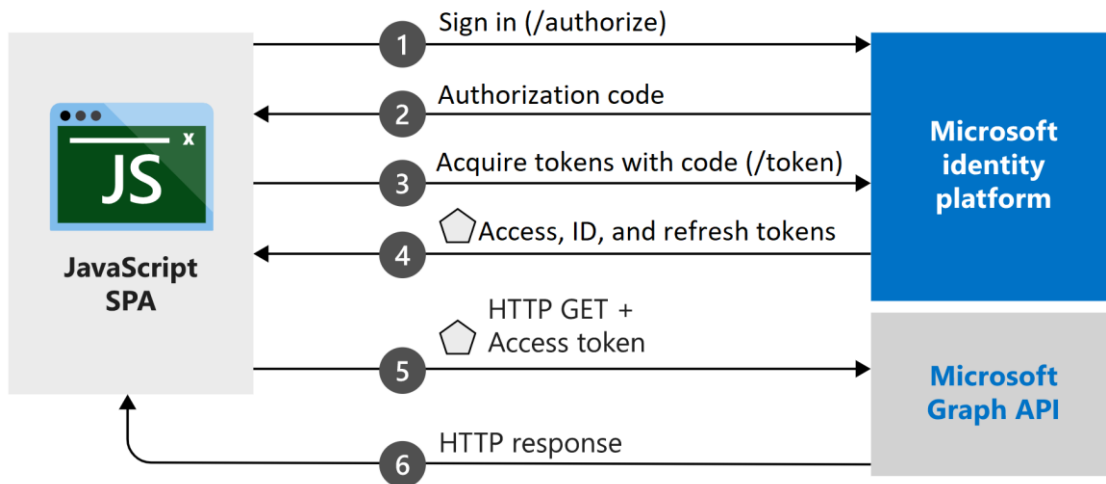 1
Sign in (/authorize)
2
Authorization code
3
Acquire tokens with code (/token)
4
Access, ID, and refresh tokens
5
HTTP GET +
Access token
6
HTTP response
x
JS
JavaScript
SPA
Microsoft
identity
platform
Microsoft
Graph API